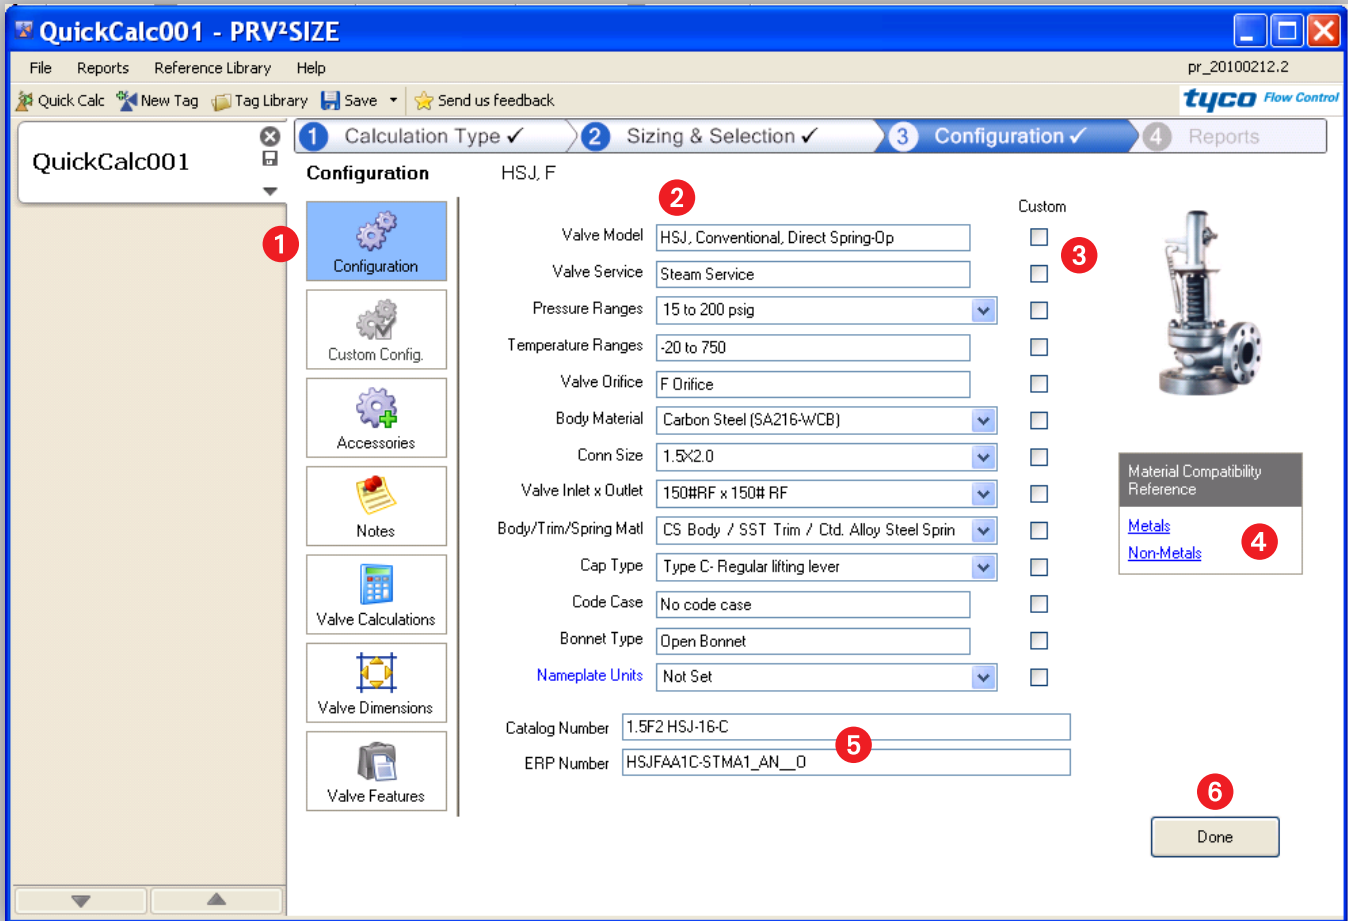 QuickCalc001 - PRV²SIZE
File Reports Reference Library Help pr_20100212.2
Quick Calc New Tag Tag Library Save Send us feedback tyco Flow Control
QuickCalc001
1 Calculation Type ✓ 2 Sizing & Selection ✓ 3 Configuration ✓ 4 Reports
Configuration HSJ, F
1
Configuration
Custom Config.
Accessories
Notes
Valve Calculations
Valve Dimensions
Valve Features
2
Custom
3
Valve Model HSJ, Conventional, Direct Spring-Op
Valve Service Steam Service
Pressure Ranges 15 to 200 psig
Temperature Ranges -20 to 750
Valve Orifice F Orifice
Body Material Carbon Steel (SA216-WCB)
Conn Size 1.5X2.0
Valve Inlet x Outlet 150#RF x 150# RF
Body/Trim/Spring Matl CS Body / SST Trim / Ctd. Alloy Steel Sprin
Cap Type Type C- Regular lifting lever
Code Case No code case
Bonnet Type Open Bonnet
Nameplate Units Not Set
Catalog Number 1.5F2 HSJ-16-C
ERP Number HSJFAA1C-STMA1_AN__0
5
Material Compatibility
Reference
Metals
Non-Metals
4
6
Done